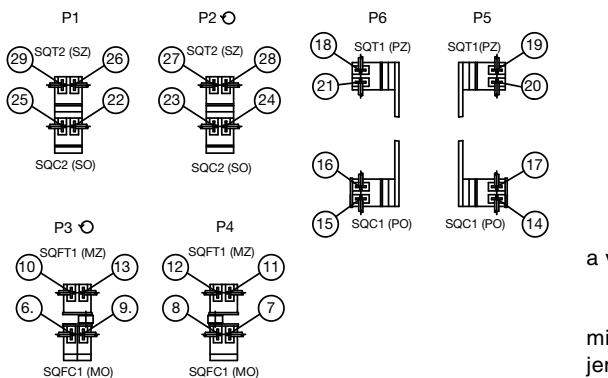 P1 P2 P6 P5
SQT2 (SZ) SQT2 (SZ) SQT1 (PZ) SQT1(PZ)
29 26 27 28 18 19
21 20
25 22 23 24
SQC2 (SO) SQC2 (SO)
16 17
15 SQC1 (PO) SQC1 (PO) 14
P3 P4
SQFT1 (MZ) SQFT1 (MZ)
10 13 12 11
6. 9. 8 7
SQFC1 (MO) SQFC1 (MO)
a v
mi
jer